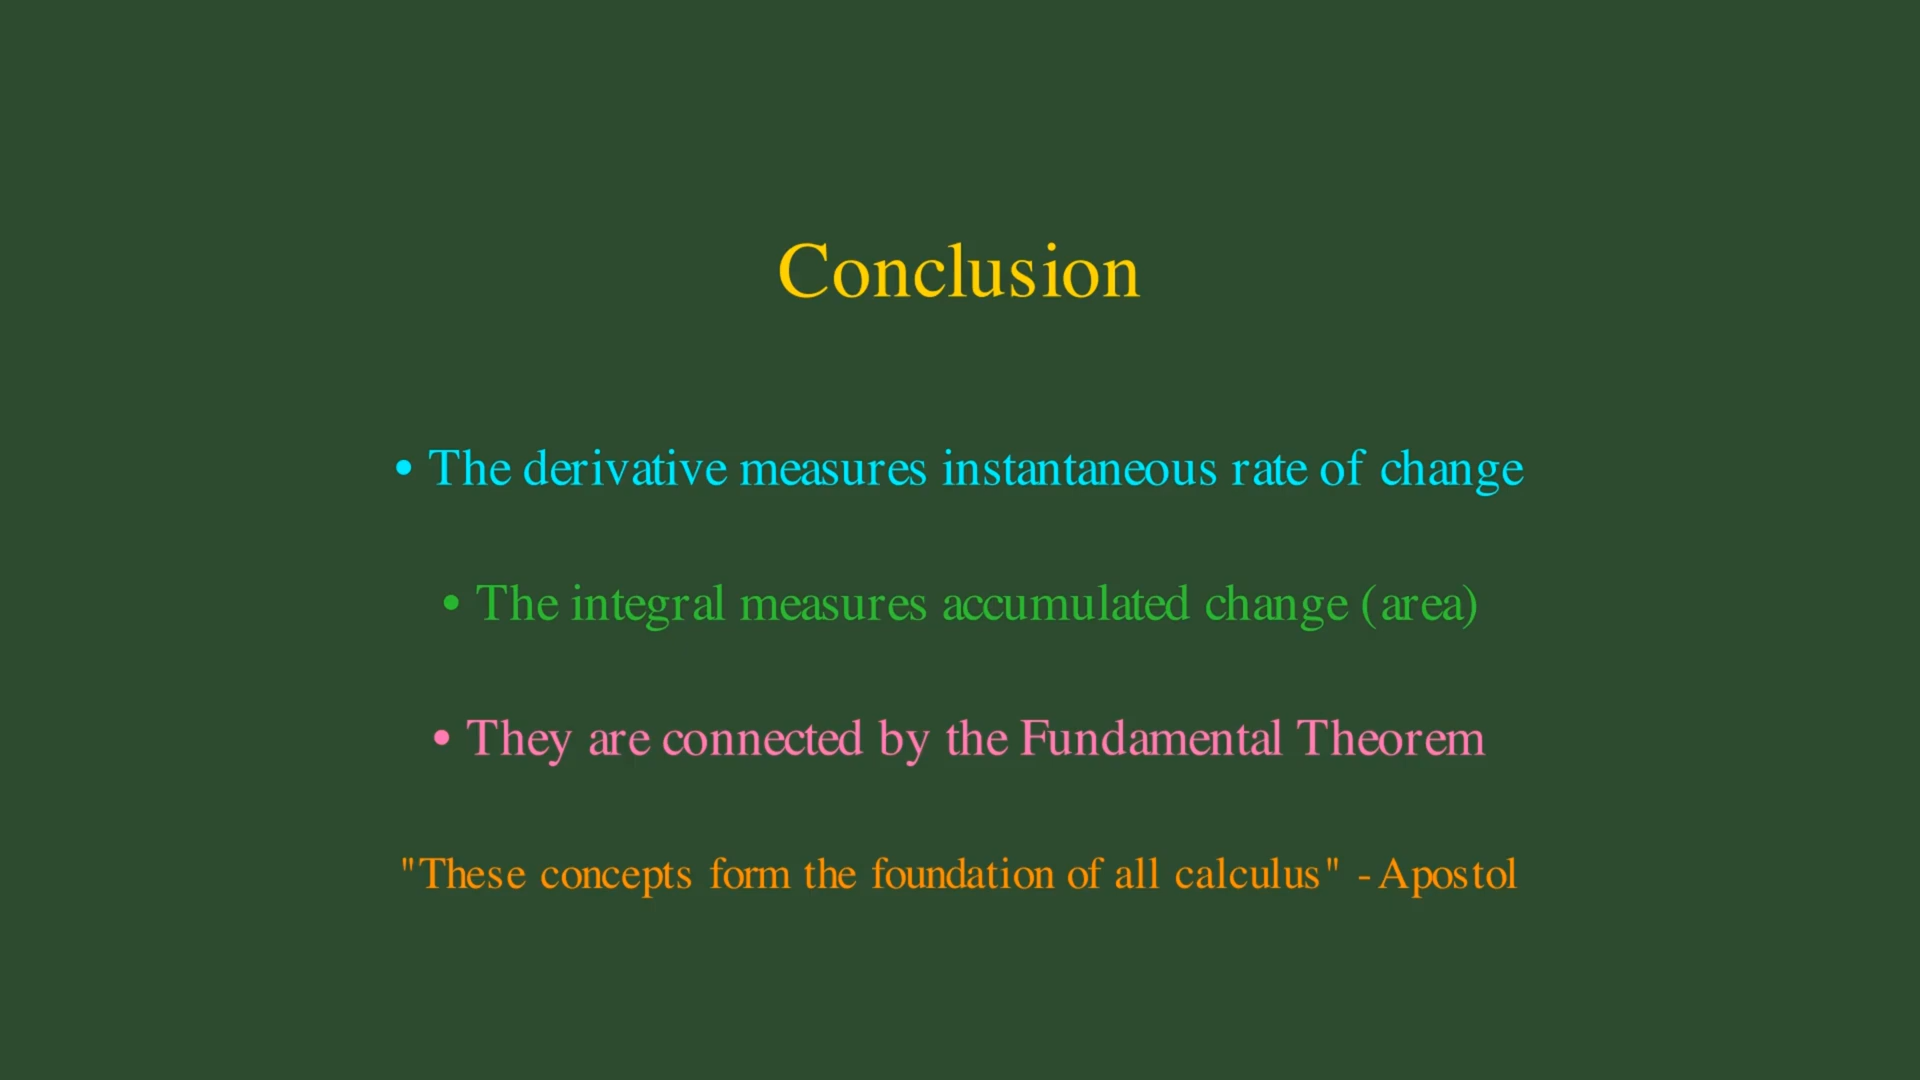 Conclusion
• The derivative measures instantaneous rate of change
• The integral measures accumulated change (area)
• They are connected by the Fundamental Theorem
"These concepts form the foundation of all calculus" - Apostol